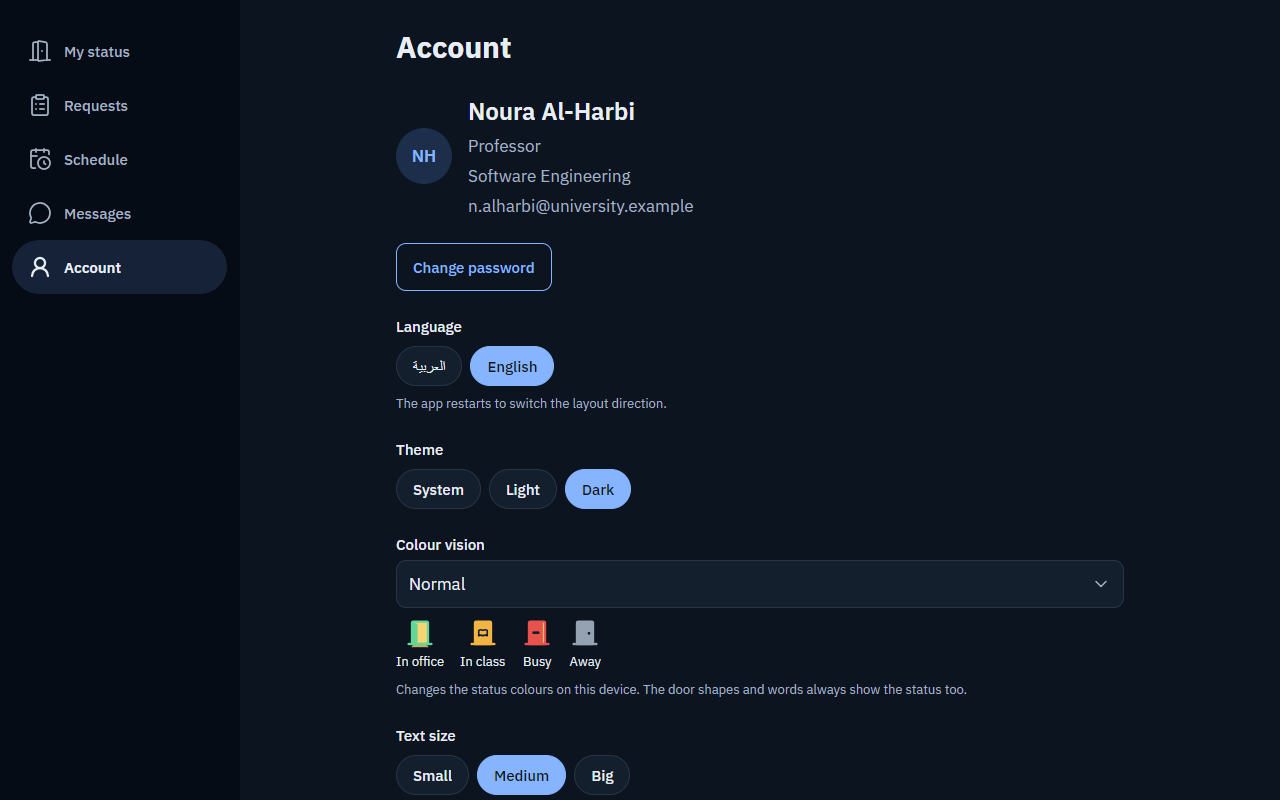 My status
Requests
Schedule
Messages
Account
Account
NH
Noura Al-Harbi
Professor
Software Engineering
n.alharbi@university.example
Change password
Language
العربية English
The app restarts to switch the layout direction.
Theme
System Light Dark
Colour vision
Normal
In office In class Busy Away
Changes the status colours on this device. The door shapes and words always show the status too.
Text size
Small Medium Big